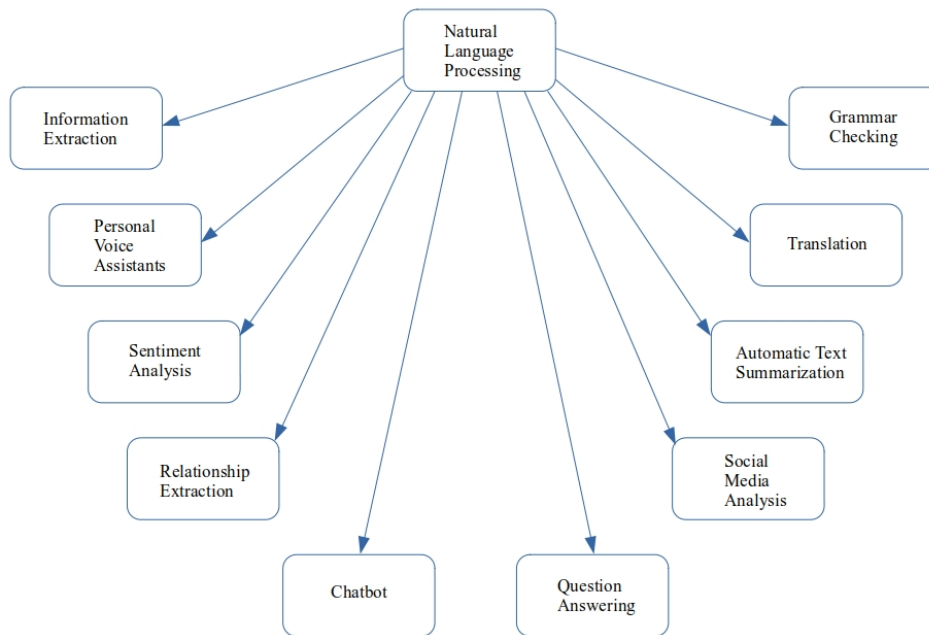 Natural
Language
Processing
Information
Extraction
Grammar
Checking
Personal
Voice
Assistants
Translation
Sentiment
Analysis
Automatic Text
Summarization
Relationship
Extraction
Social
Media
Analysis
Chatbot
Question
Answering